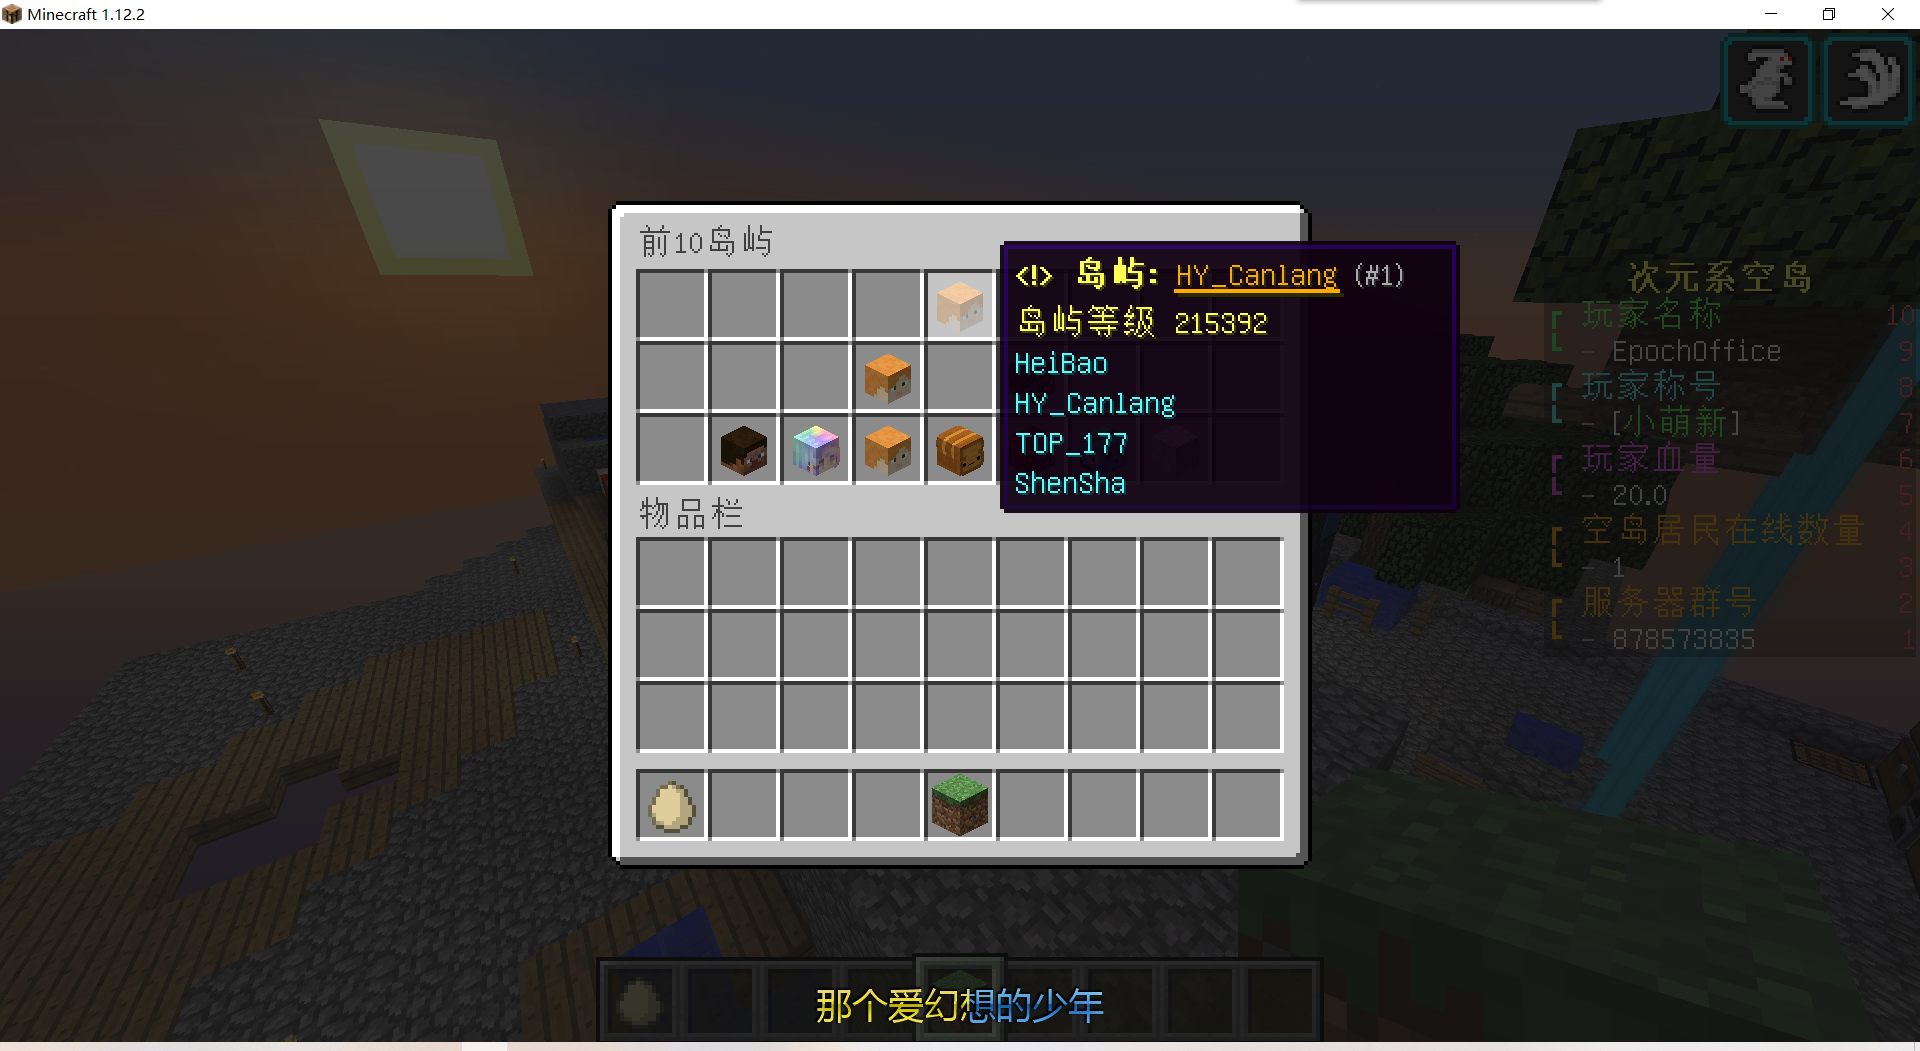 Minecraft 1.12.2
前10岛屿
<!> 岛屿: HY_Canlang (#1)
岛屿等级 215392
HeiBao
HY_Canlang
TOP_177
ShenSha
物品栏
次元系空岛
玩家名称 10
- EpochOffice 9
玩家称号 8
- [小萌新] 7
玩家血量 6
- 20.0 5
空岛居民在线数量 4
- 1 3
服务器群号 2
- 878573835 1
那个爱幻想的少年